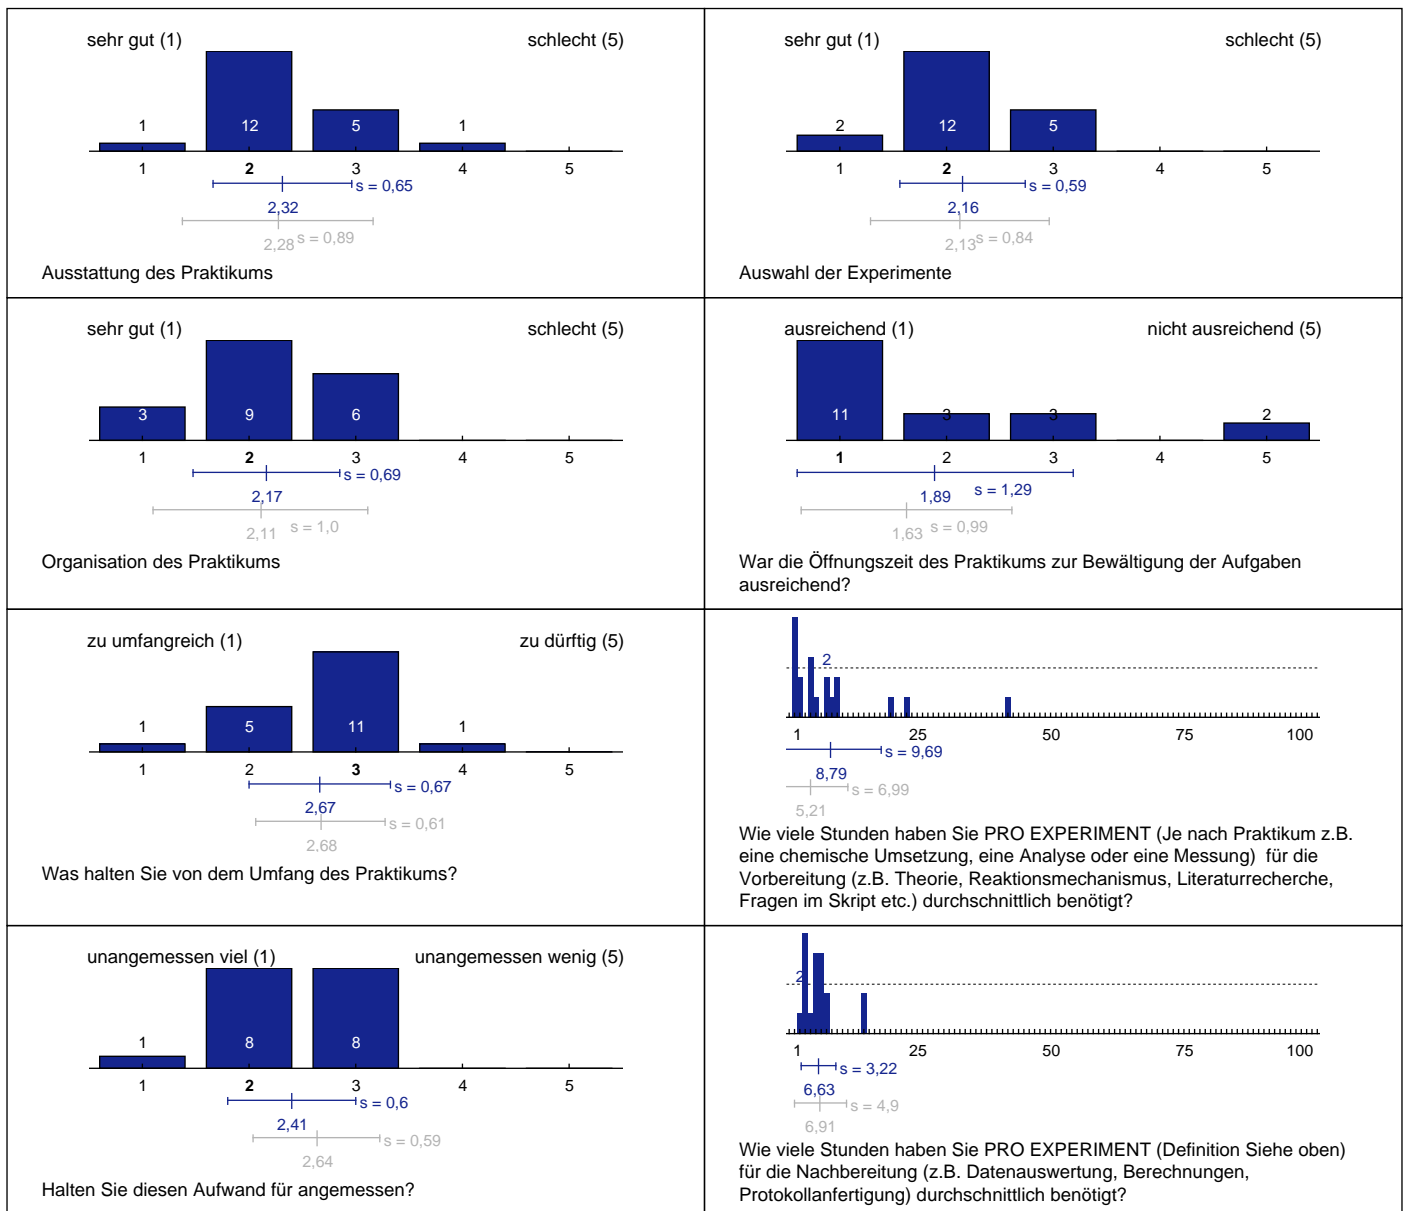 sehr gut (1) schlecht (5)
1 12 5 1
1 2 3 4 5
s = 0,65
2,32
2,28 s = 0,89
Ausstattung des Praktikums
sehr gut (1) schlecht (5)
2 12 5
1 2 3 4 5
s = 0,59
2,16
2,13 s = 0,84
Auswahl der Experimente
sehr gut (1) schlecht (5)
3 9 6
1 2 3 4 5
s = 0,69
2,17
2,11 s = 1,0
Organisation des Praktikums
ausreichend (1) nicht ausreichend (5)
11 3 3 2
1 2 3 4 5
1,89 s = 1,29
1,63 s = 0,99
War die Öffnungszeit des Praktikums zur Bewältigung der Aufgaben
ausreichend?
zu umfangreich (1) zu dürftig (5)
1 5 11 1
1 2 3 4 5
s = 0,67
2,67
s = 0,61
2,68
Was halten Sie von dem Umfang des Praktikums?
2
1 25 50 75 100
s = 9,69
8,79
s = 6,99
5,21
Wie viele Stunden haben Sie PRO EXPERIMENT (Je nach Praktikum z.B.
eine chemische Umsetzung, eine Analyse oder eine Messung) für die
Vorbereitung (z.B. Theorie, Reaktionsmechanismus, Literaturrecherche,
Fragen im Skript etc.) durchschnittlich benötigt?
unangemessen viel (1) unangemessen wenig (5)
1 8 8
1 2 3 4 5
s = 0,6
2,41
s = 0,59
2,64
Halten Sie diesen Aufwand für angemessen?
2
1 25 50 75 100
s = 3,22
6,63
s = 4,9
6,91
Wie viele Stunden haben Sie PRO EXPERIMENT (Definition Siehe oben)
für die Nachbereitung (z.B. Datenauswertung, Berechnungen,
Protokollanfertigung) durchschnittlich benötigt?